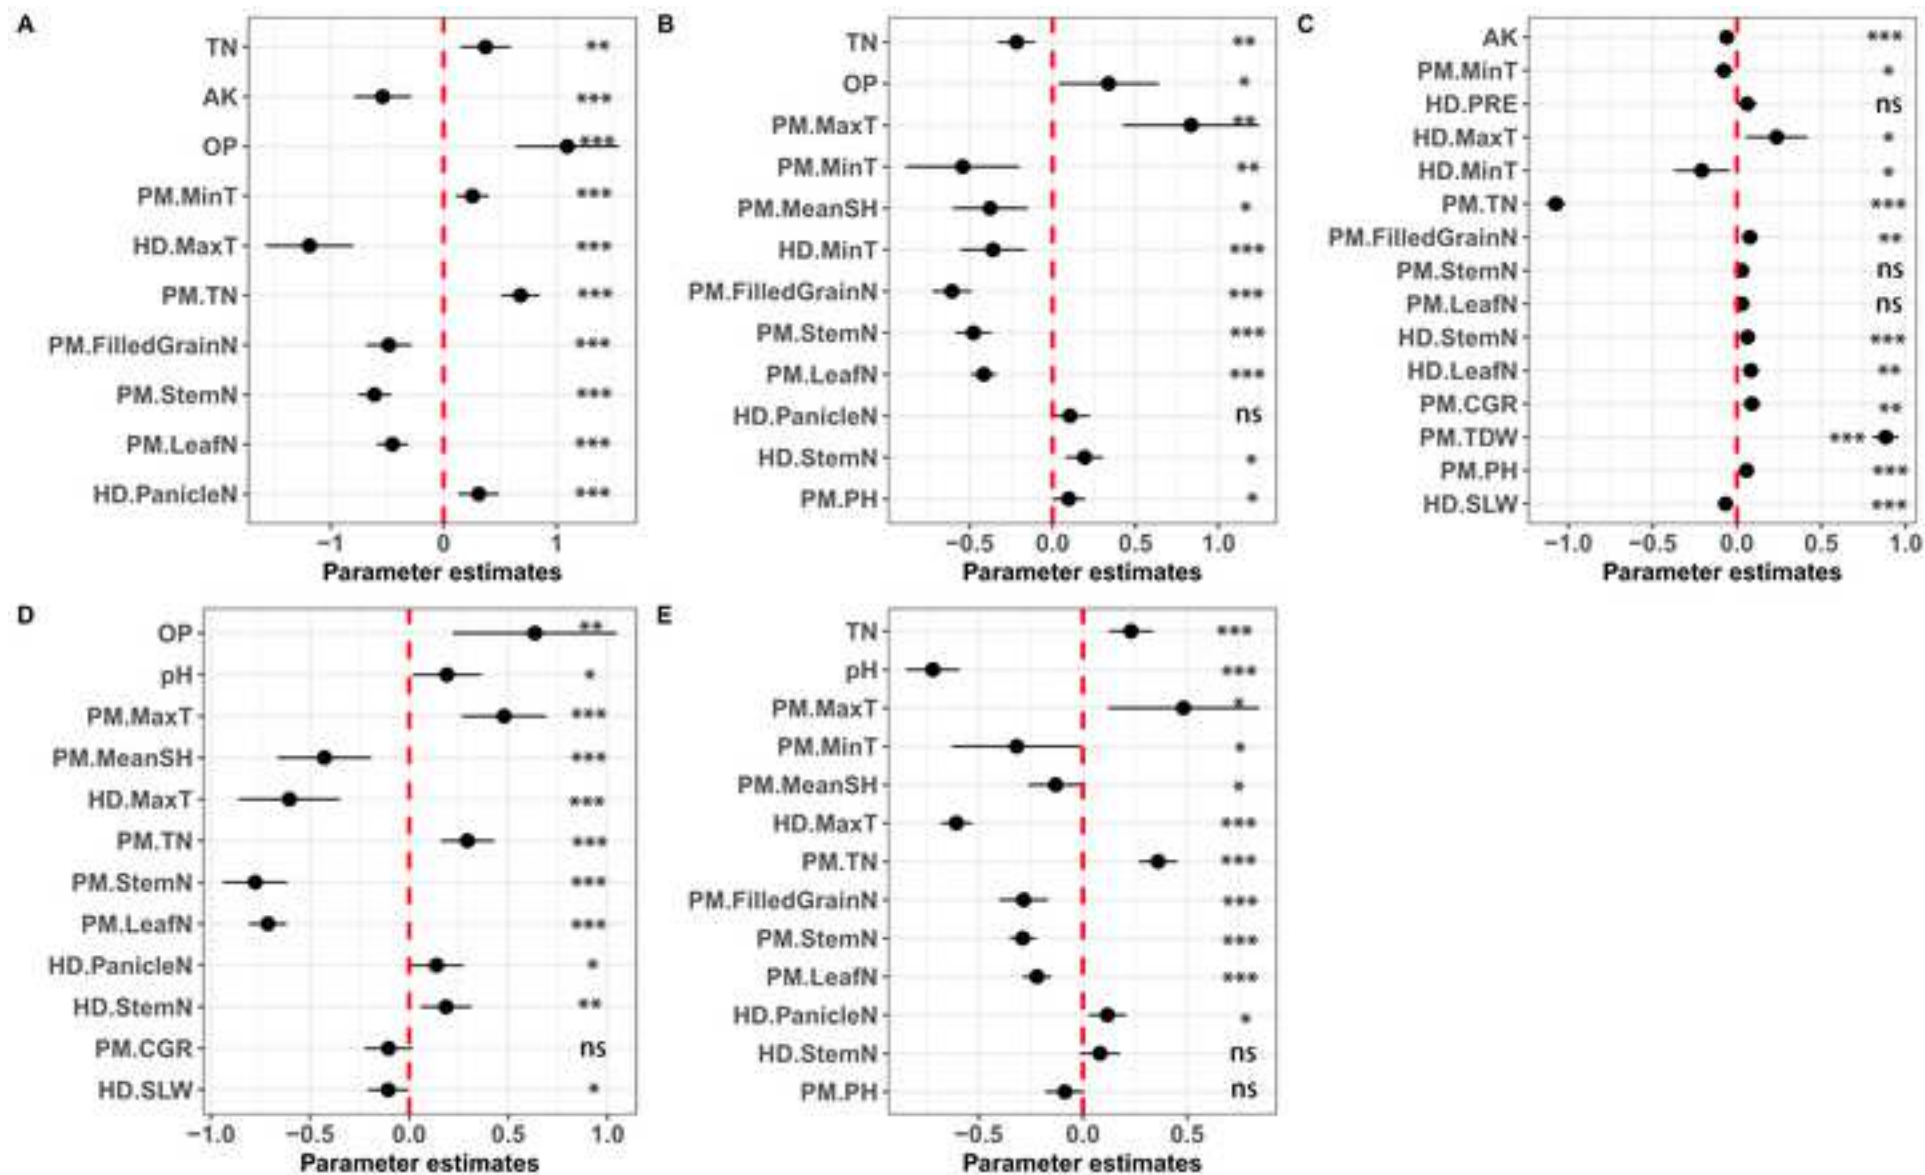 A
TN **
AK ***
OP ***
PM.MinT ***
HD.MaxT ***
PM.TN ***
PM.FilledGrainN ***
PM.StemN ***
PM.LeafN ***
HD.PanicleN ***
−1 0 1
Parameter estimates
B
TN **
OP *
PM.MaxT **
PM.MinT **
PM.MeanSH *
HD.MinT ***
PM.FilledGrainN ***
PM.StemN ***
PM.LeafN ***
HD.PanicleN ns
HD.StemN *
PM.PH *
−0.5 0.0 0.5 1.0
Parameter estimates
C
AK ***
PM.MinT *
HD.PRE ns
HD.MaxT *
HD.MinT *
PM.TN ***
PM.FilledGrainN **
PM.StemN ns
PM.LeafN ns
HD.StemN ***
HD.LeafN **
PM.CGR **
PM.TDW ***
PM.PH ***
HD.SLW ***
−1.0 −0.5 0.0 0.5 1.0
Parameter estimates
D
OP **
pH *
PM.MaxT ***
PM.MeanSH ***
HD.MaxT ***
PM.TN ***
PM.StemN ***
PM.LeafN ***
HD.PanicleN *
HD.StemN **
PM.CGR ns
HD.SLW *
−1.0 −0.5 0.0 0.5 1.0
Parameter estimates
E
TN ***
pH ***
PM.MaxT *
PM.MinT *
PM.MeanSH *
HD.MaxT ***
PM.TN ***
PM.FilledGrainN ***
PM.StemN ***
PM.LeafN ***
HD.PanicleN *
HD.StemN ns
PM.PH ns
−0.5 0.0 0.5
Parameter estimates